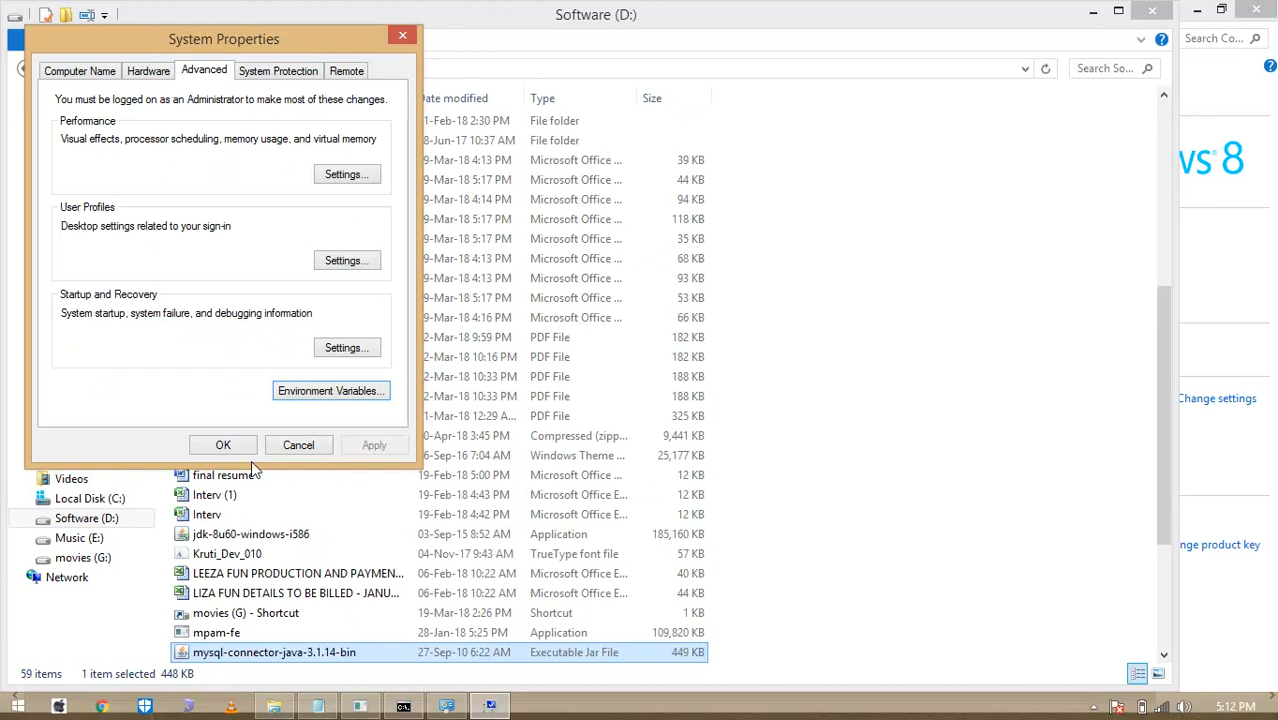 Software (D:)
System Properties
Computer Name
Hardware
Advanced
System Protection
Remote
You must be logged on as an Administrator to make most of these changes.
Performance
Visual effects, processor scheduling, memory usage, and virtual memory
Settings...
User Profiles
Desktop settings related to your sign-in
Settings...
Startup and Recovery
System startup, system failure, and debugging information
Settings...
Environment Variables...
OK
Cancel
Apply
Search Co...
Search So...
Date modified Type Size
1-Feb-18 2:30 PM File folder
8-Jun-17 10:37 AM File folder
9-Mar-18 4:13 PM Microsoft Office ... 39 KB
9-Mar-18 5:17 PM Microsoft Office ... 44 KB
9-Mar-18 4:14 PM Microsoft Office ... 94 KB
9-Mar-18 5:17 PM Microsoft Office ... 118 KB
9-Mar-18 5:17 PM Microsoft Office ... 35 KB
9-Mar-18 4:13 PM Microsoft Office ... 68 KB
9-Mar-18 4:13 PM Microsoft Office ... 93 KB
9-Mar-18 5:17 PM Microsoft Office ... 53 KB
9-Mar-18 4:16 PM Microsoft Office ... 66 KB
2-Mar-18 9:59 PM PDF File 182 KB
2-Mar-18 10:16 PM PDF File 182 KB
2-Mar-18 10:33 PM PDF File 188 KB
2-Mar-18 10:33 PM PDF File 188 KB
1-Mar-18 12:29 A... PDF File 325 KB
0-Apr-18 3:45 PM Compressed (zipp... 9,441 KB
6-Sep-16 7:04 AM Windows Theme ... 25,177 KB
final resume 19-Feb-18 5:00 PM Microsoft Office ... 12 KB
Interv (1) 19-Feb-18 4:43 PM Microsoft Office E... 12 KB
Interv 19-Feb-18 4:42 PM Microsoft Office E... 12 KB
jdk-8u60-windows-i586 03-Sep-15 8:52 AM Application 185,160 KB
Kruti_Dev_010 04-Nov-17 9:43 AM TrueType font file 57 KB
LEEZA FUN PRODUCTION AND PAYMEN... 06-Feb-18 10:22 AM Microsoft Office E... 40 KB
LIZA FUN DETAILS TO BE BILLED - JANU... 06-Feb-18 10:22 AM Microsoft Office E... 28 KB
movies (G) - Shortcut 19-Mar-18 2:26 PM Shortcut 1 KB
mpam-fe 28-Jan-18 5:25 PM Application 109,820 KB
mysql-connector-java-3.1.14-bin 27-Sep-10 6:22 AM Executable Jar File 449 KB
Videos
Local Disk (C:)
Software (D:)
Music (E:)
movies (G:)
Network
59 items 1 item selected 448 KB
ws 8
Change settings
nge product key
5:12 PM